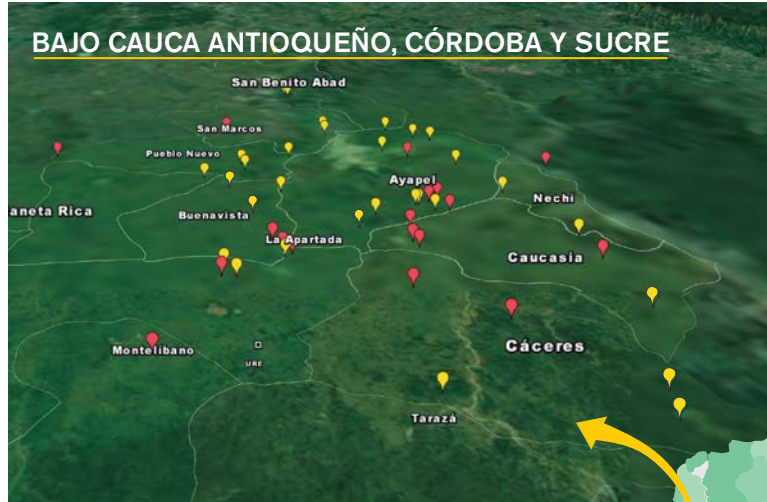 BAJO CAUCA ANTIOQUEÑO, CÓRDOBA Y SUCRE
San Benito Abad
San Marcos
Pueblo Nuevo
Ayapel
Nechí
aneta Rica
Buenavista
La Apartada
Caucasia
Cáceres
Montelíbano
URE
Tarazá